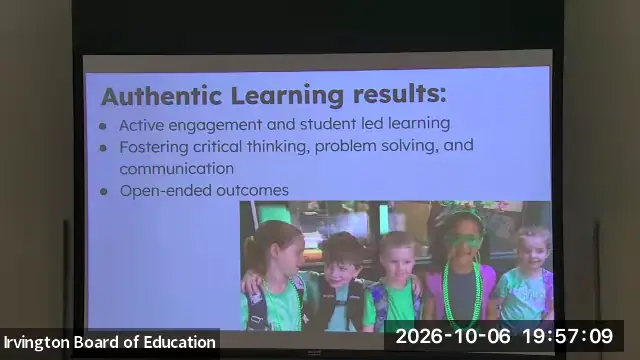 Authentic Learning results:
● Active engagement and student led learning
● Fostering critical thinking, problem solving, and
communication
● Open-ended outcomes
Irvington Board of Education
2026-10-06 19:57:09